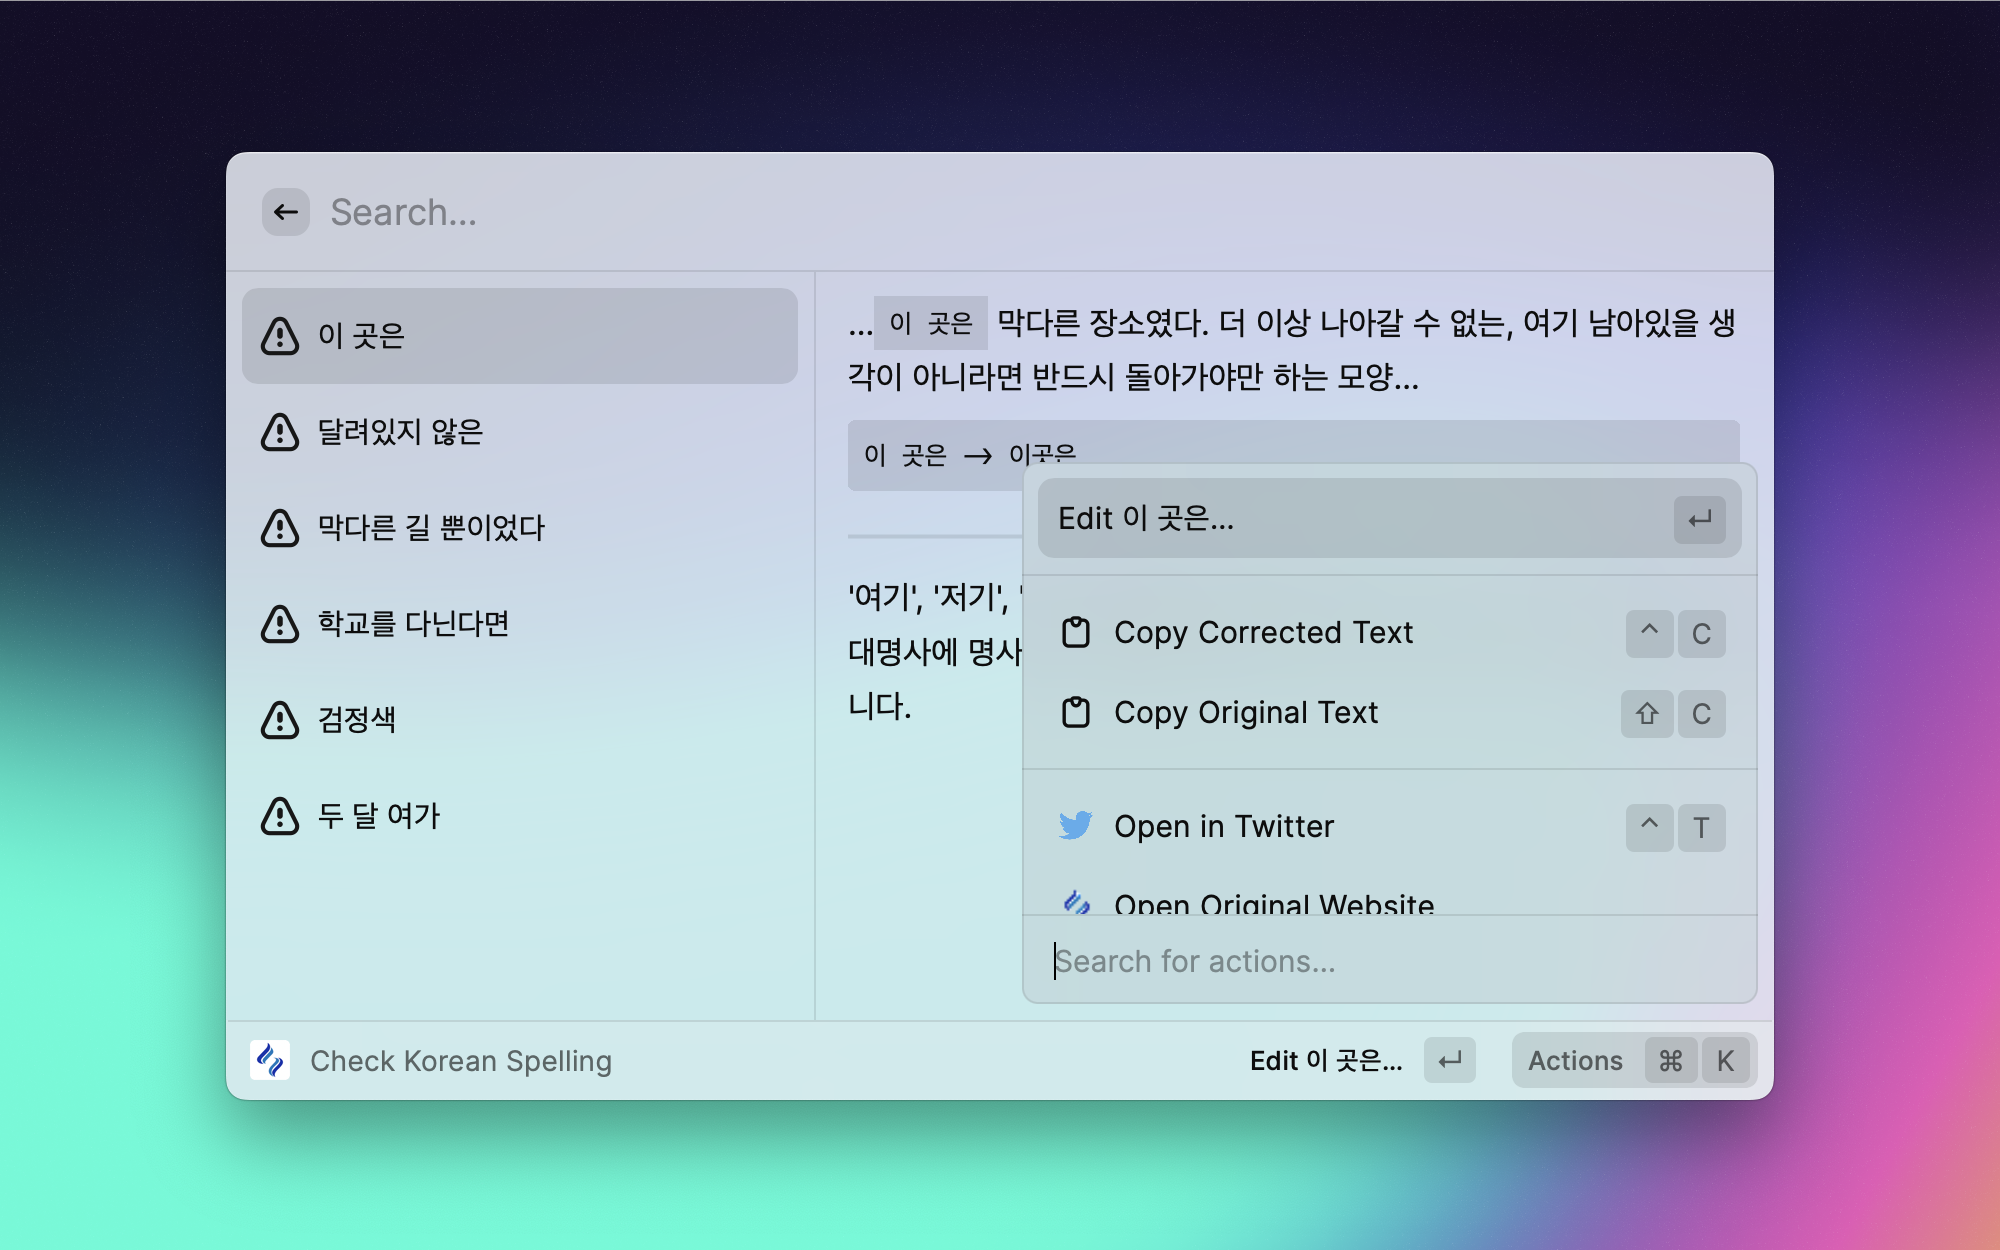 Search...
이 곳은
달려있지 않은
막다른 길 뿐이었다
학교를 다닌다면
검정색
두 달 여가
...이 곳은 막다른 장소였다. 더 이상 나아갈 수 없는, 여기 남아있을 생
각이 아니라면 반드시 돌아가야만 하는 모양...
이 곳은 → 이곳은
'여기', '저기', '
대명사에 명사
니다.
Edit 이 곳은...
Copy Corrected Text ^ C
Copy Original Text ⇧ C
Open in Twitter ^ T
Open Original Website
Search for actions...
Check Korean Spelling
Edit 이 곳은... ↵
Actions ⌘ K